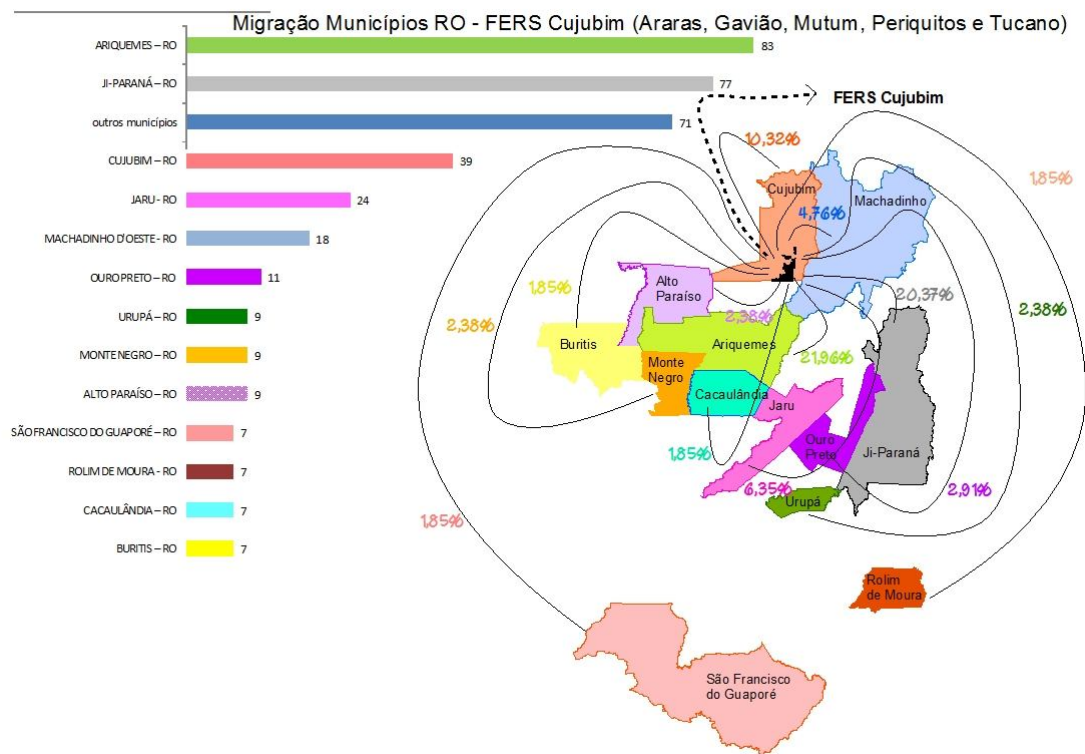 Migração Municípios RO - FERS Cujubim (Araras, Gavião, Mutum, Periquitos e Tucano)
ARIQUEMES – RO 83
JI-PARANÁ – RO 77
outros municípios 71
CUJUBIM – RO 39
JARU - RO 24
MACHADINHO D'OESTE - RO 18
OURO PRETO – RO 11
URUPÁ – RO 9
MONTE NEGRO – RO 9
ALTO PARAÍSO – RO 9
SÃO FRANCISCO DO GUAPORÉ – RO 7
ROLIM DE MOURA - RO 7
CACAULÂNDIA – RO 7
BURITIS – RO 7
FERS Cujubim
10,32%
1,85%
Cujubim
Machadinho
4,76%
1,85%
Alto
Paraíso
20,37%
2,38%
2,38%
2,38%
Buritis
Ariquemes
21,96%
Monte
Negro
Cacaulândia
Jaru
Ouro
Preto
Ji-Paraná
1,85%
6,35%
2,91%
Urupá
1,85%
Rolim
de Moura
São Francisco
do Guaporé